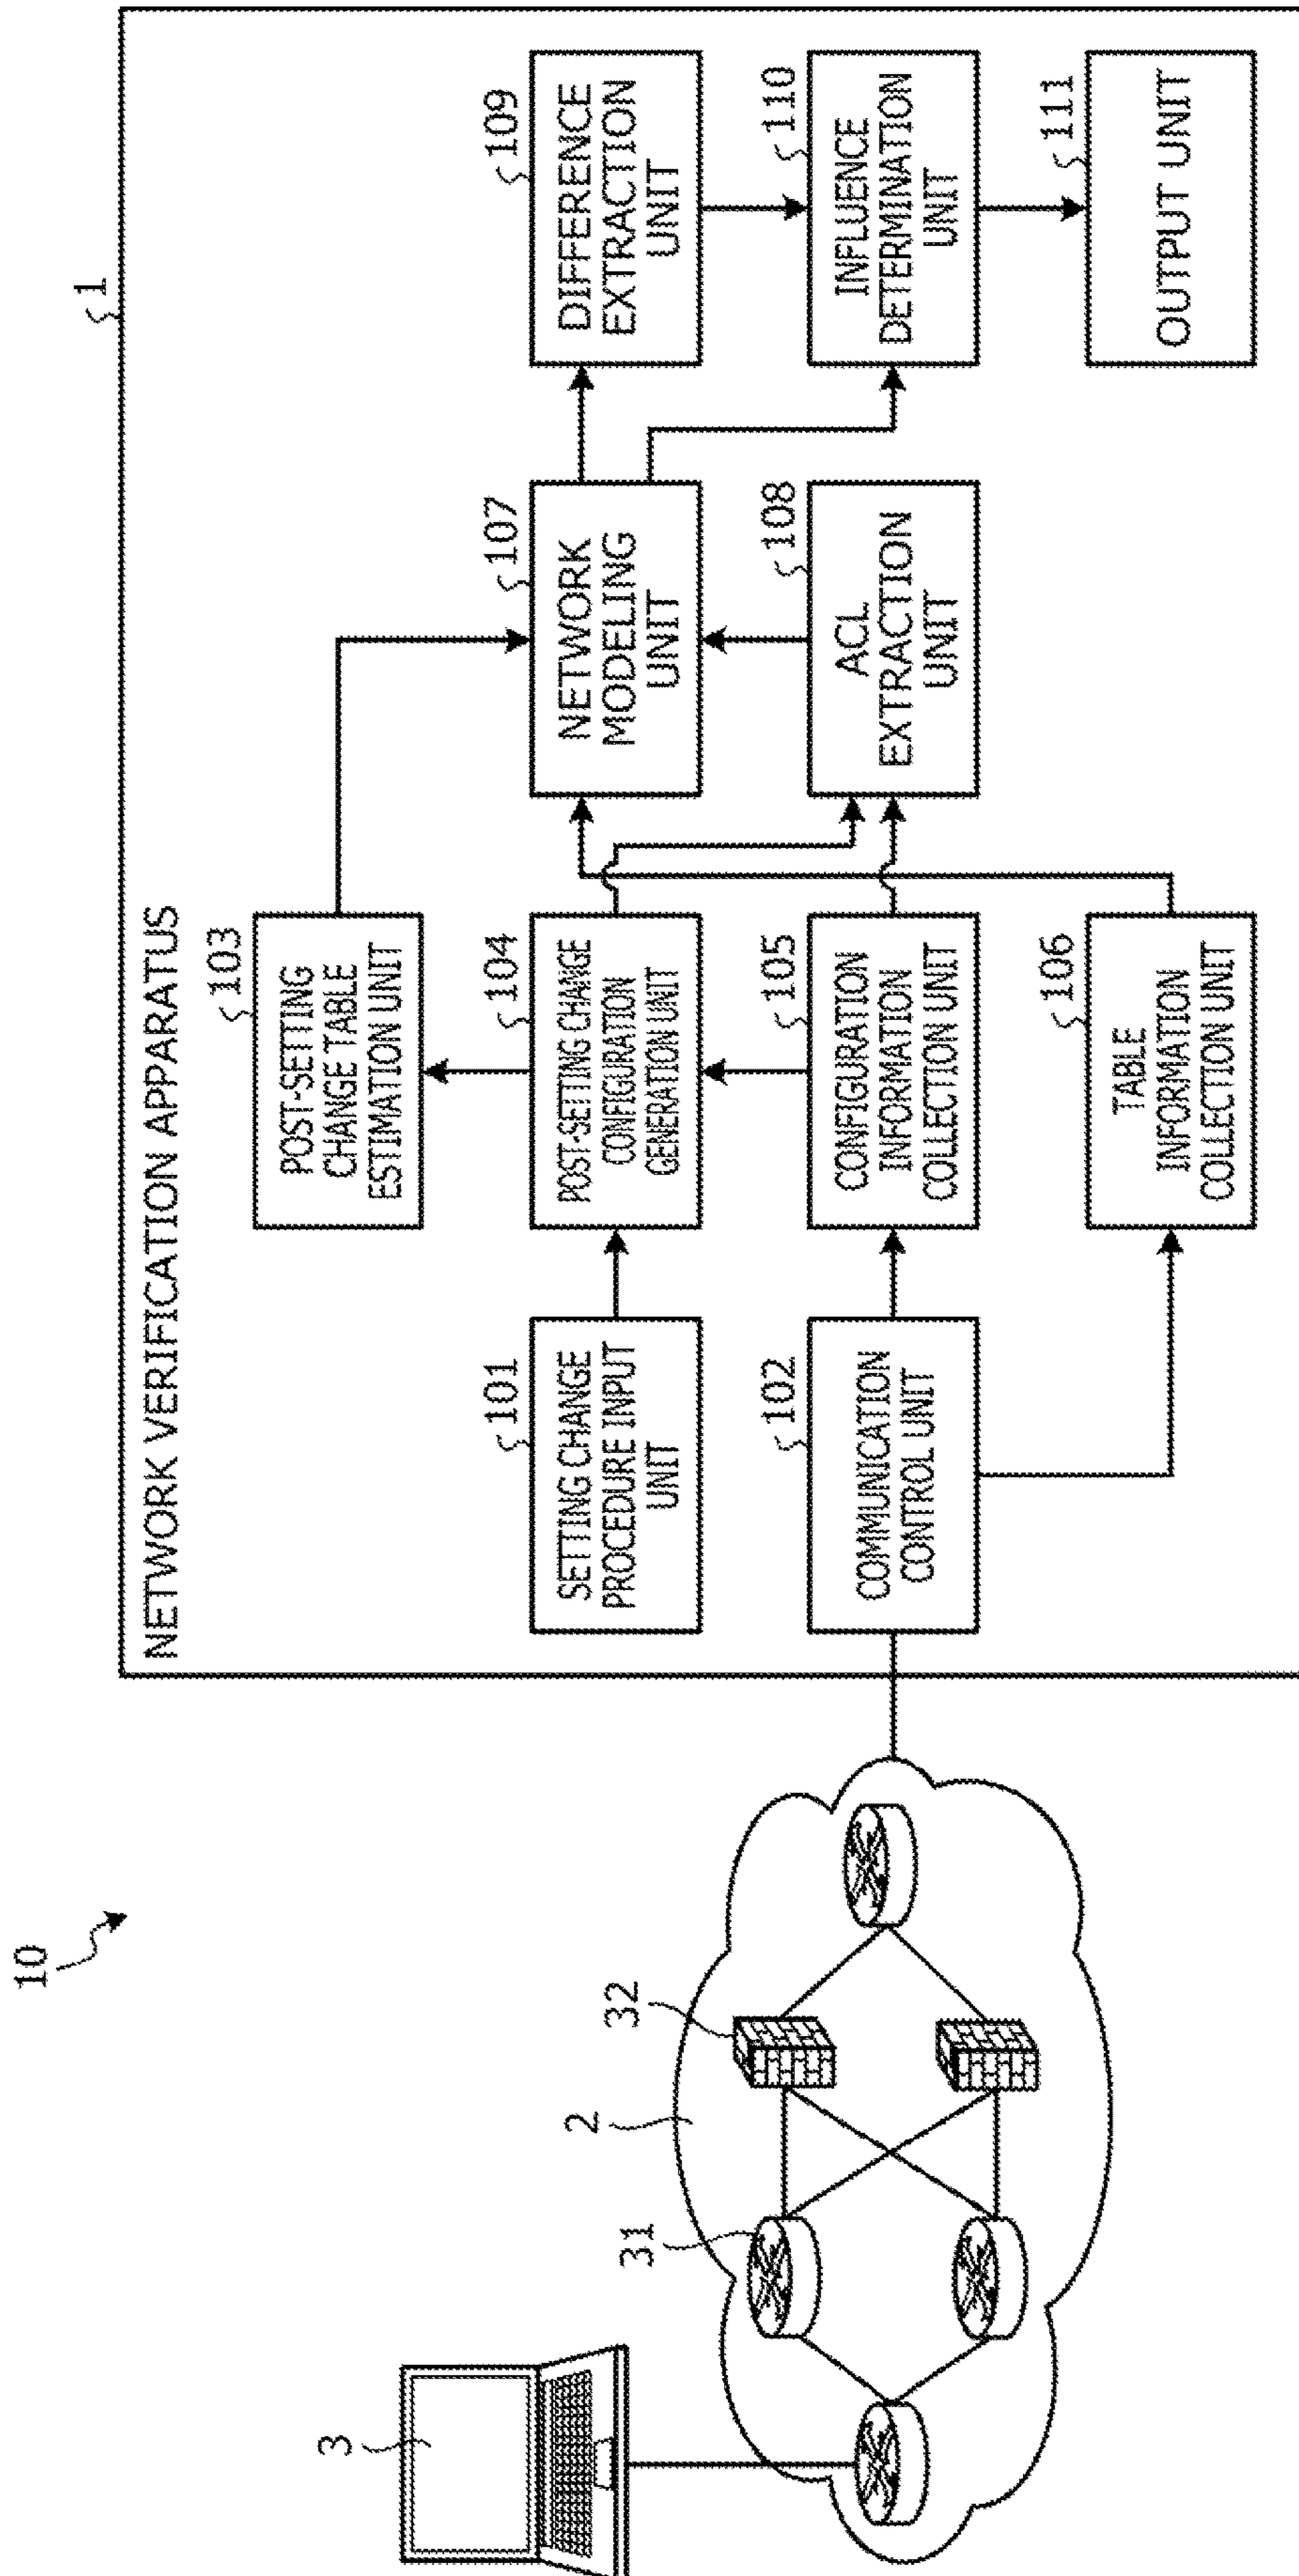 10
1
NETWORK VERIFICATION APPARATUS
3
2
31
32
101
SETTING CHANGE
PROCEDURE INPUT
UNIT
102
COMMUNICATION
CONTROL UNIT
103
POST-SETTING
CHANGE TABLE
ESTIMATION UNIT
104
POST-SETTING CHANGE
CONFIGURATION
GENERATION UNIT
105
CONFIGURATION
INFORMATION
COLLECTION UNIT
106
TABLE
INFORMATION
COLLECTION UNIT
107
NETWORK
MODELING
UNIT
108
ACL
EXTRACTION
UNIT
109
DIFFERENCE
EXTRACTION
UNIT
110
INFLUENCE
DETERMINATION
UNIT
111
OUTPUT UNIT